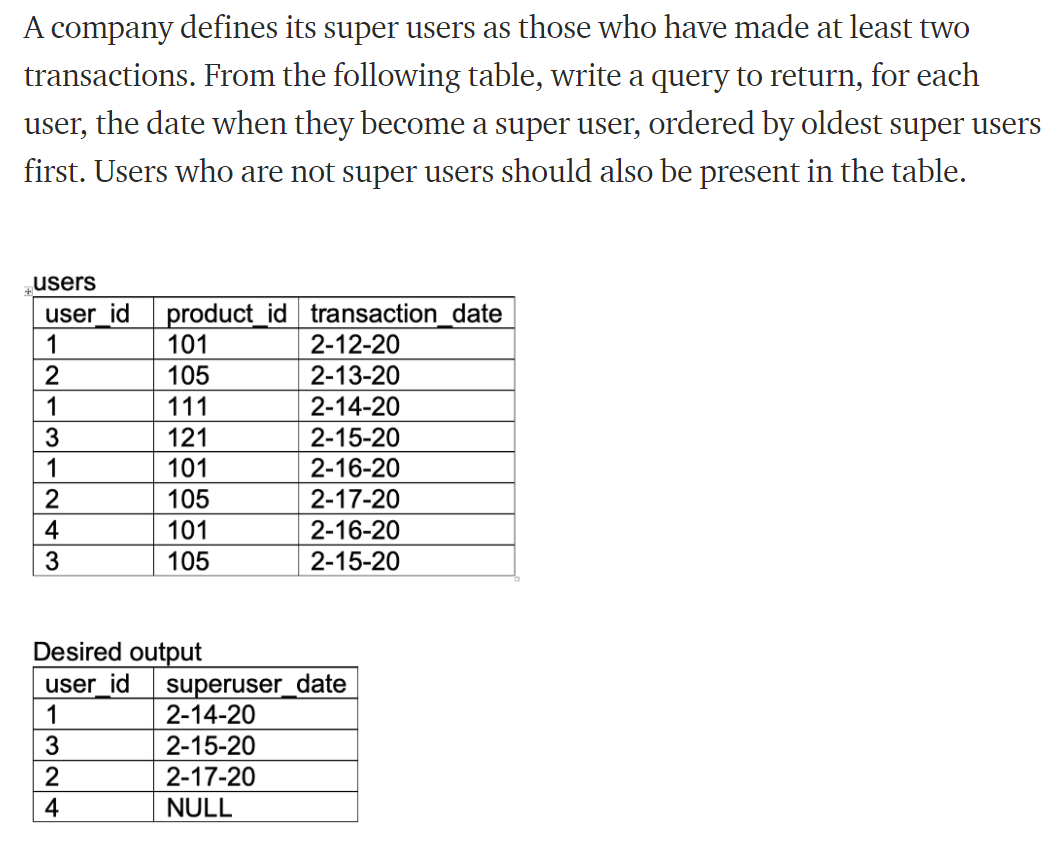 A company defines its super users as those who have made at least two
transactions. From the following table, write a query to return, for each
user, the date when they become a super user, ordered by oldest super users
first. Users who are not super users should also be present in the table.
users
user_id product_id transaction_date
1 101 2-12-20
2 105 2-13-20
1 111 2-14-20
3 121 2-15-20
1 101 2-16-20
2 105 2-17-20
4 101 2-16-20
3 105 2-15-20
Desired output
user_id superuser_date
1 2-14-20
3 2-15-20
2 2-17-20
4 NULL